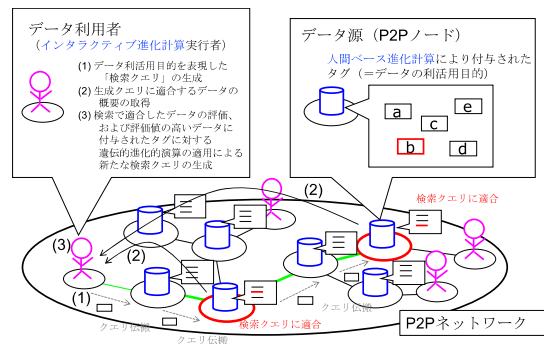 データ利用者
（インタラクティブ進化計算実行者）
(1) データ利活用目的を表現した
「検索クエリ」の生成
(2) 生成クエリに適合するデータの
概要の取得
(3) 検索で適合したデータの評価、
および評価値の高いデータに
付与されたタグに対する
遺伝的進化的演算の適用による
新たな検索クエリの生成
データ源（P2Pノード）
人間ベース進化計算により付与された
タグ（＝データの利活用目的）
a
e
c
b
d
(2)
検索クエリに適合
(3)
(2)
(1)
クエリ伝搬
クエリ伝搬
検索クエリに適合
クエリ伝搬
P2Pネットワーク